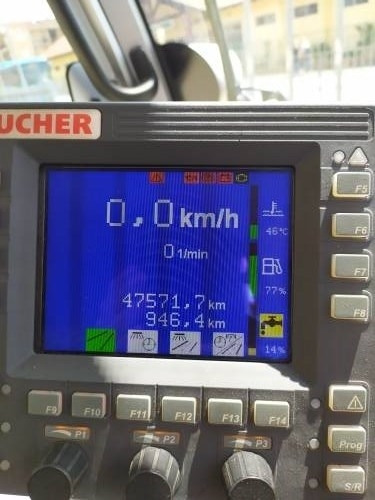 UCHER
0,0 km/h
0 1/min
46°C
77%
47571,7 km
946,4 km
14%
F5
F6
F7
F8
F9 F10 F11 F12 F13 F14
P1 P2 P3
Prog
S/R